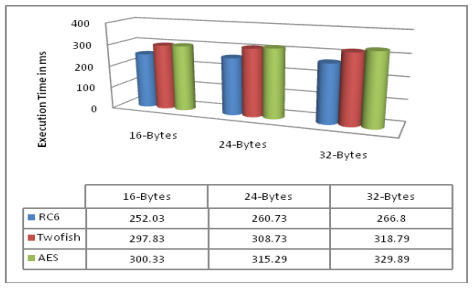 400
300
200
100
0
Execution Time in ms
16-Bytes
24-Bytes
32-Bytes
16-Bytes 24-Bytes 32-Bytes
RC6 252.03 260.73 266.8
Twofish 297.83 308.73 318.79
AES 300.33 315.29 329.89